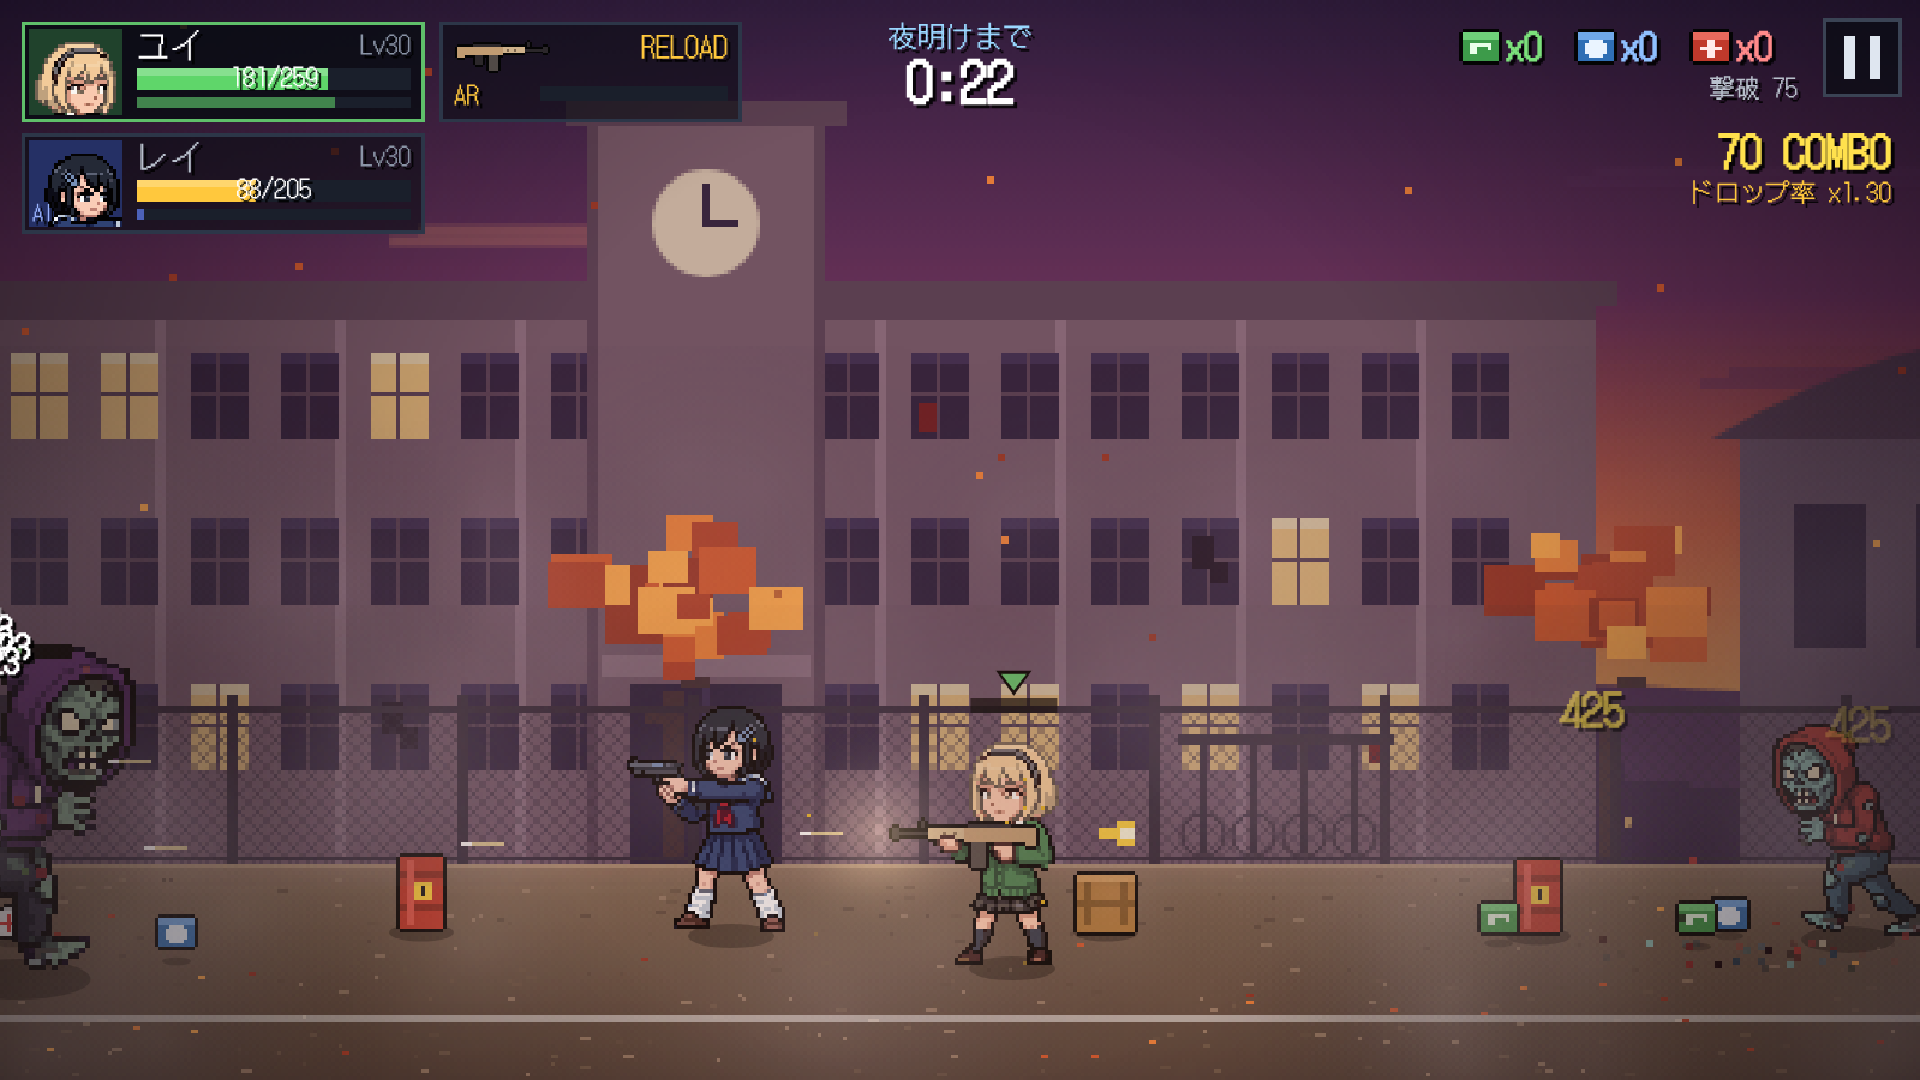 ユイ Lv30
181/259
AR RELOAD
夜明けまで
0:22
x0 x0 x0
撃破 75
70 COMBO
ドロップ率 x1.30
レイ Lv30
88/205
AI
425
425